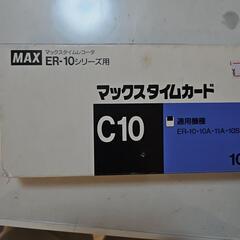 MAX
マックスタイムレコーダ
ER-10シリーズ用
マックスタイムカード
C10
適用機種
ER-10・10A・11A・10S
10